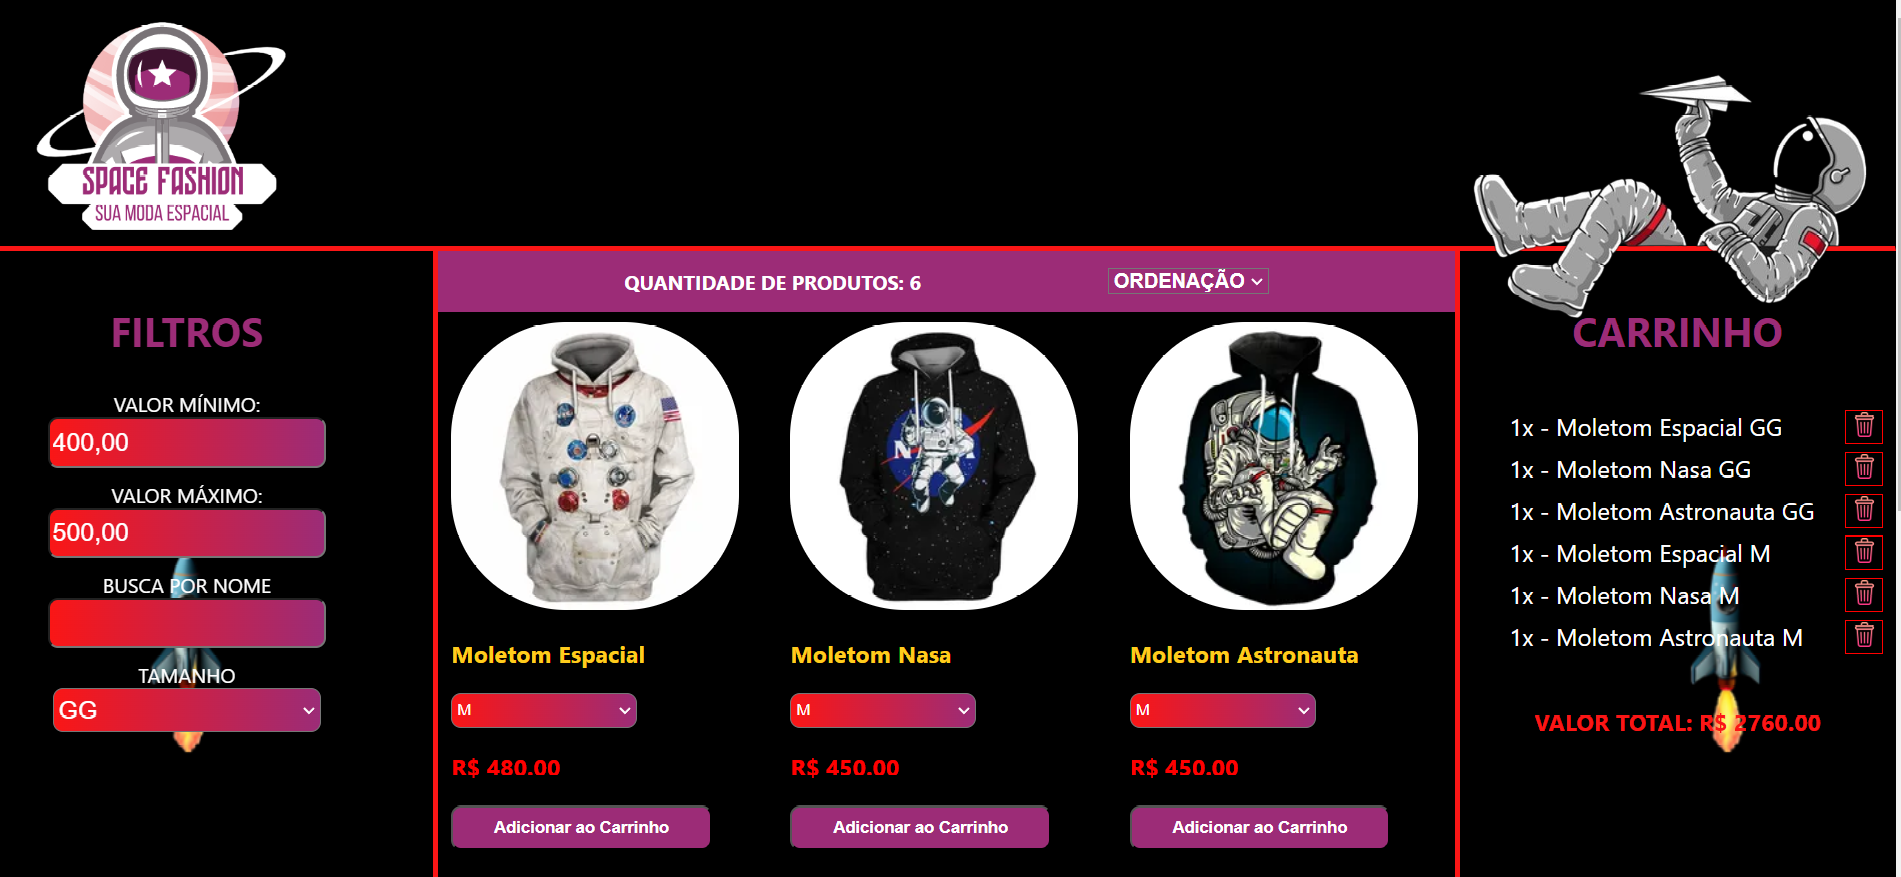 SPACE FASHION
SUA MODA ESPACIAL
FILTROS
VALOR MÍNIMO:
400,00
VALOR MÁXIMO:
500,00
BUSCA POR NOME
TAMANHO
GG
QUANTIDADE DE PRODUTOS: 6
ORDENAÇÃO
Moletom Espacial
M
R$ 480.00
Adicionar ao Carrinho
Moletom Nasa
M
R$ 450.00
Adicionar ao Carrinho
Moletom Astronauta
M
R$ 450.00
Adicionar ao Carrinho
CARRINHO
1x - Moletom Espacial GG
1x - Moletom Nasa GG
1x - Moletom Astronauta GG
1x - Moletom Espacial M
1x - Moletom Nasa M
1x - Moletom Astronauta M
VALOR TOTAL: R$ 2760.00